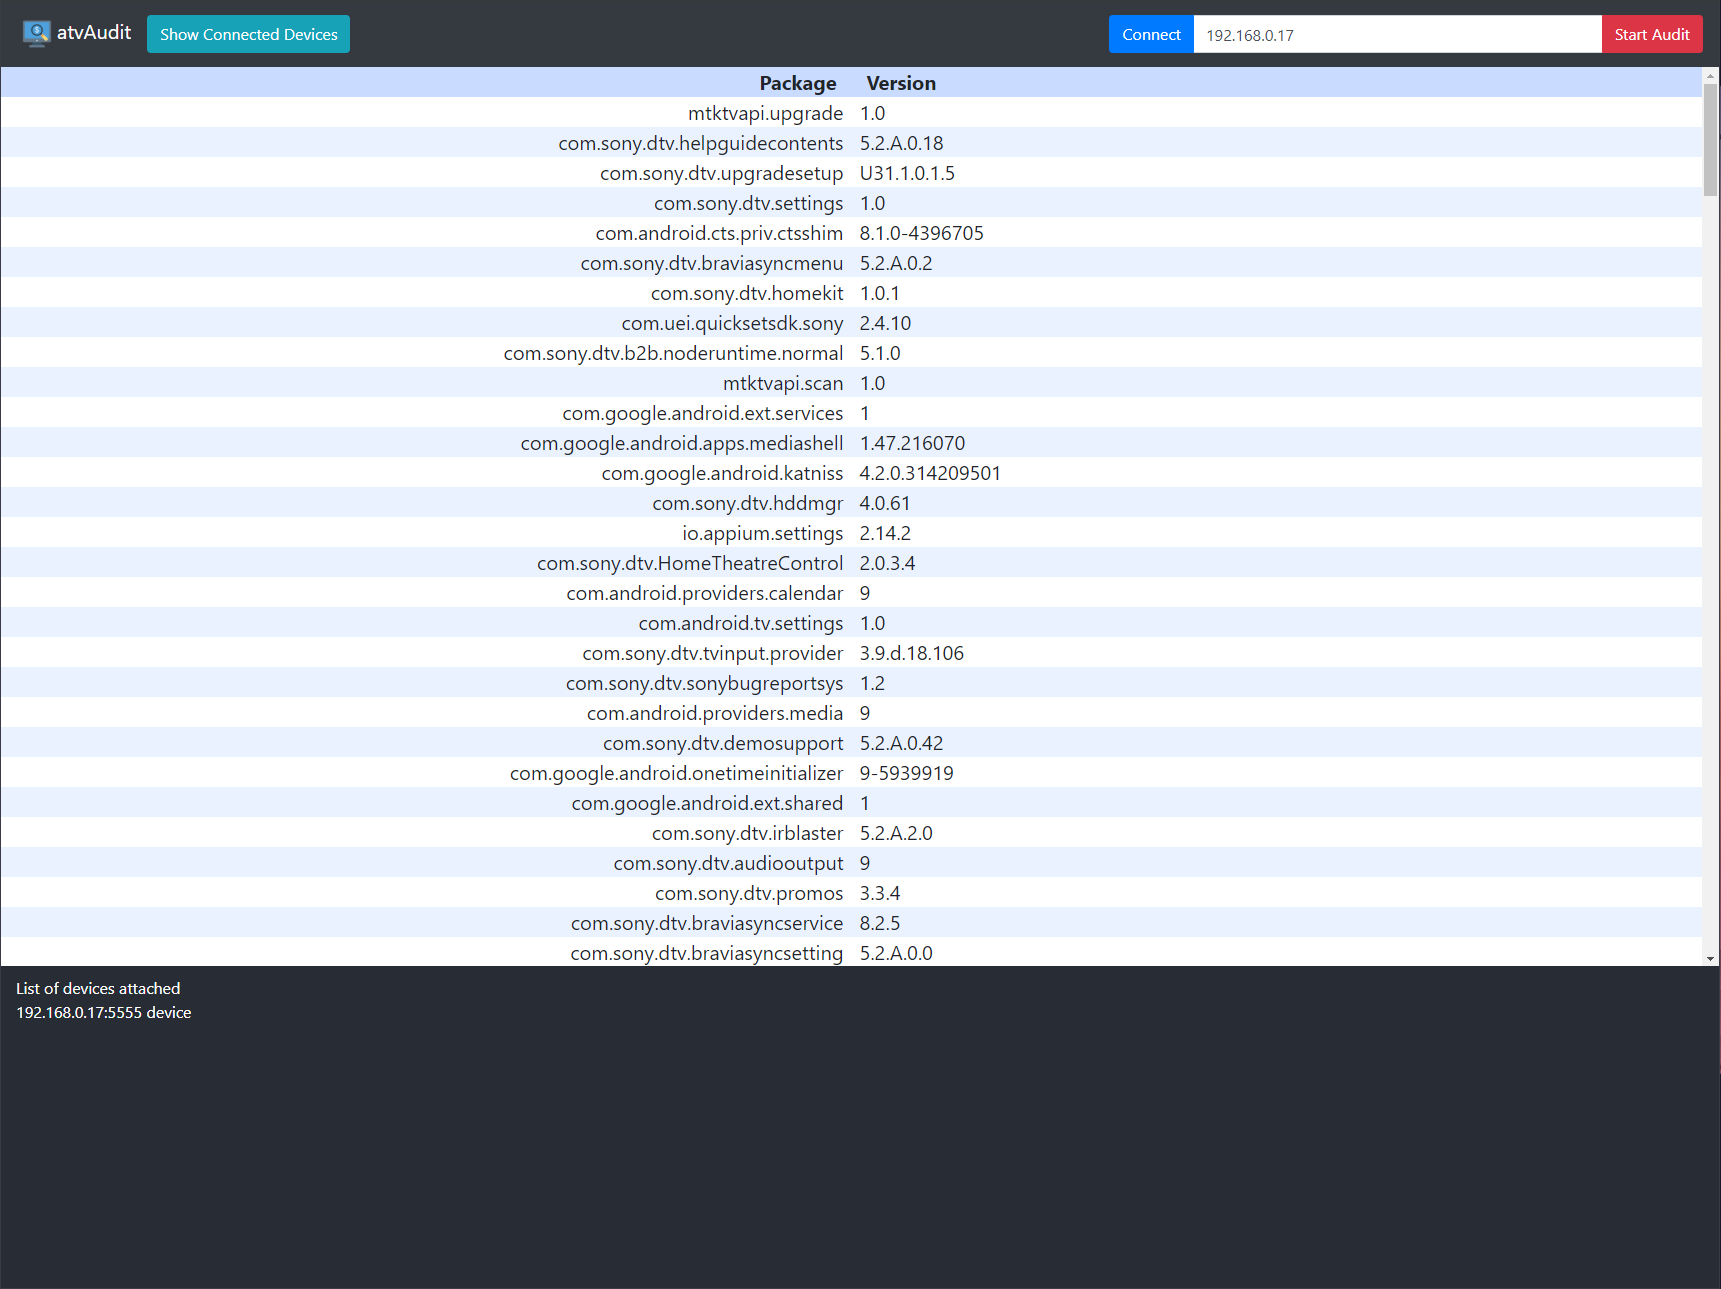 atvAudit Show Connected Devices Connect 192.168.0.17 Start Audit
Package Version
mtktvapi.upgrade 1.0
com.sony.dtv.helpguidecontents 5.2.A.0.18
com.sony.dtv.upgradesetup U31.1.0.1.5
com.sony.dtv.settings 1.0
com.android.cts.priv.ctsshim 8.1.0-4396705
com.sony.dtv.braviasyncmenu 5.2.A.0.2
com.sony.dtv.homekit 1.0.1
com.uei.quicksetsdk.sony 2.4.10
com.sony.dtv.b2b.noderuntime.normal 5.1.0
mtktvapi.scan 1.0
com.google.android.ext.services 1
com.google.android.apps.mediashell 1.47.216070
com.google.android.katniss 4.2.0.314209501
com.sony.dtv.hddmgr 4.0.61
io.appium.settings 2.14.2
com.sony.dtv.HomeTheatreControl 2.0.3.4
com.android.providers.calendar 9
com.android.tv.settings 1.0
com.sony.dtv.tvinput.provider 3.9.d.18.106
com.sony.dtv.sonybugreportsys 1.2
com.android.providers.media 9
com.sony.dtv.demosupport 5.2.A.0.42
com.google.android.onetimeinitializer 9-5939919
com.google.android.ext.shared 1
com.sony.dtv.irblaster 5.2.A.2.0
com.sony.dtv.audiooutput 9
com.sony.dtv.promos 3.3.4
com.sony.dtv.braviasyncservice 8.2.5
com.sony.dtv.braviasyncsetting 5.2.A.0.0
List of devices attached
192.168.0.17:5555 device